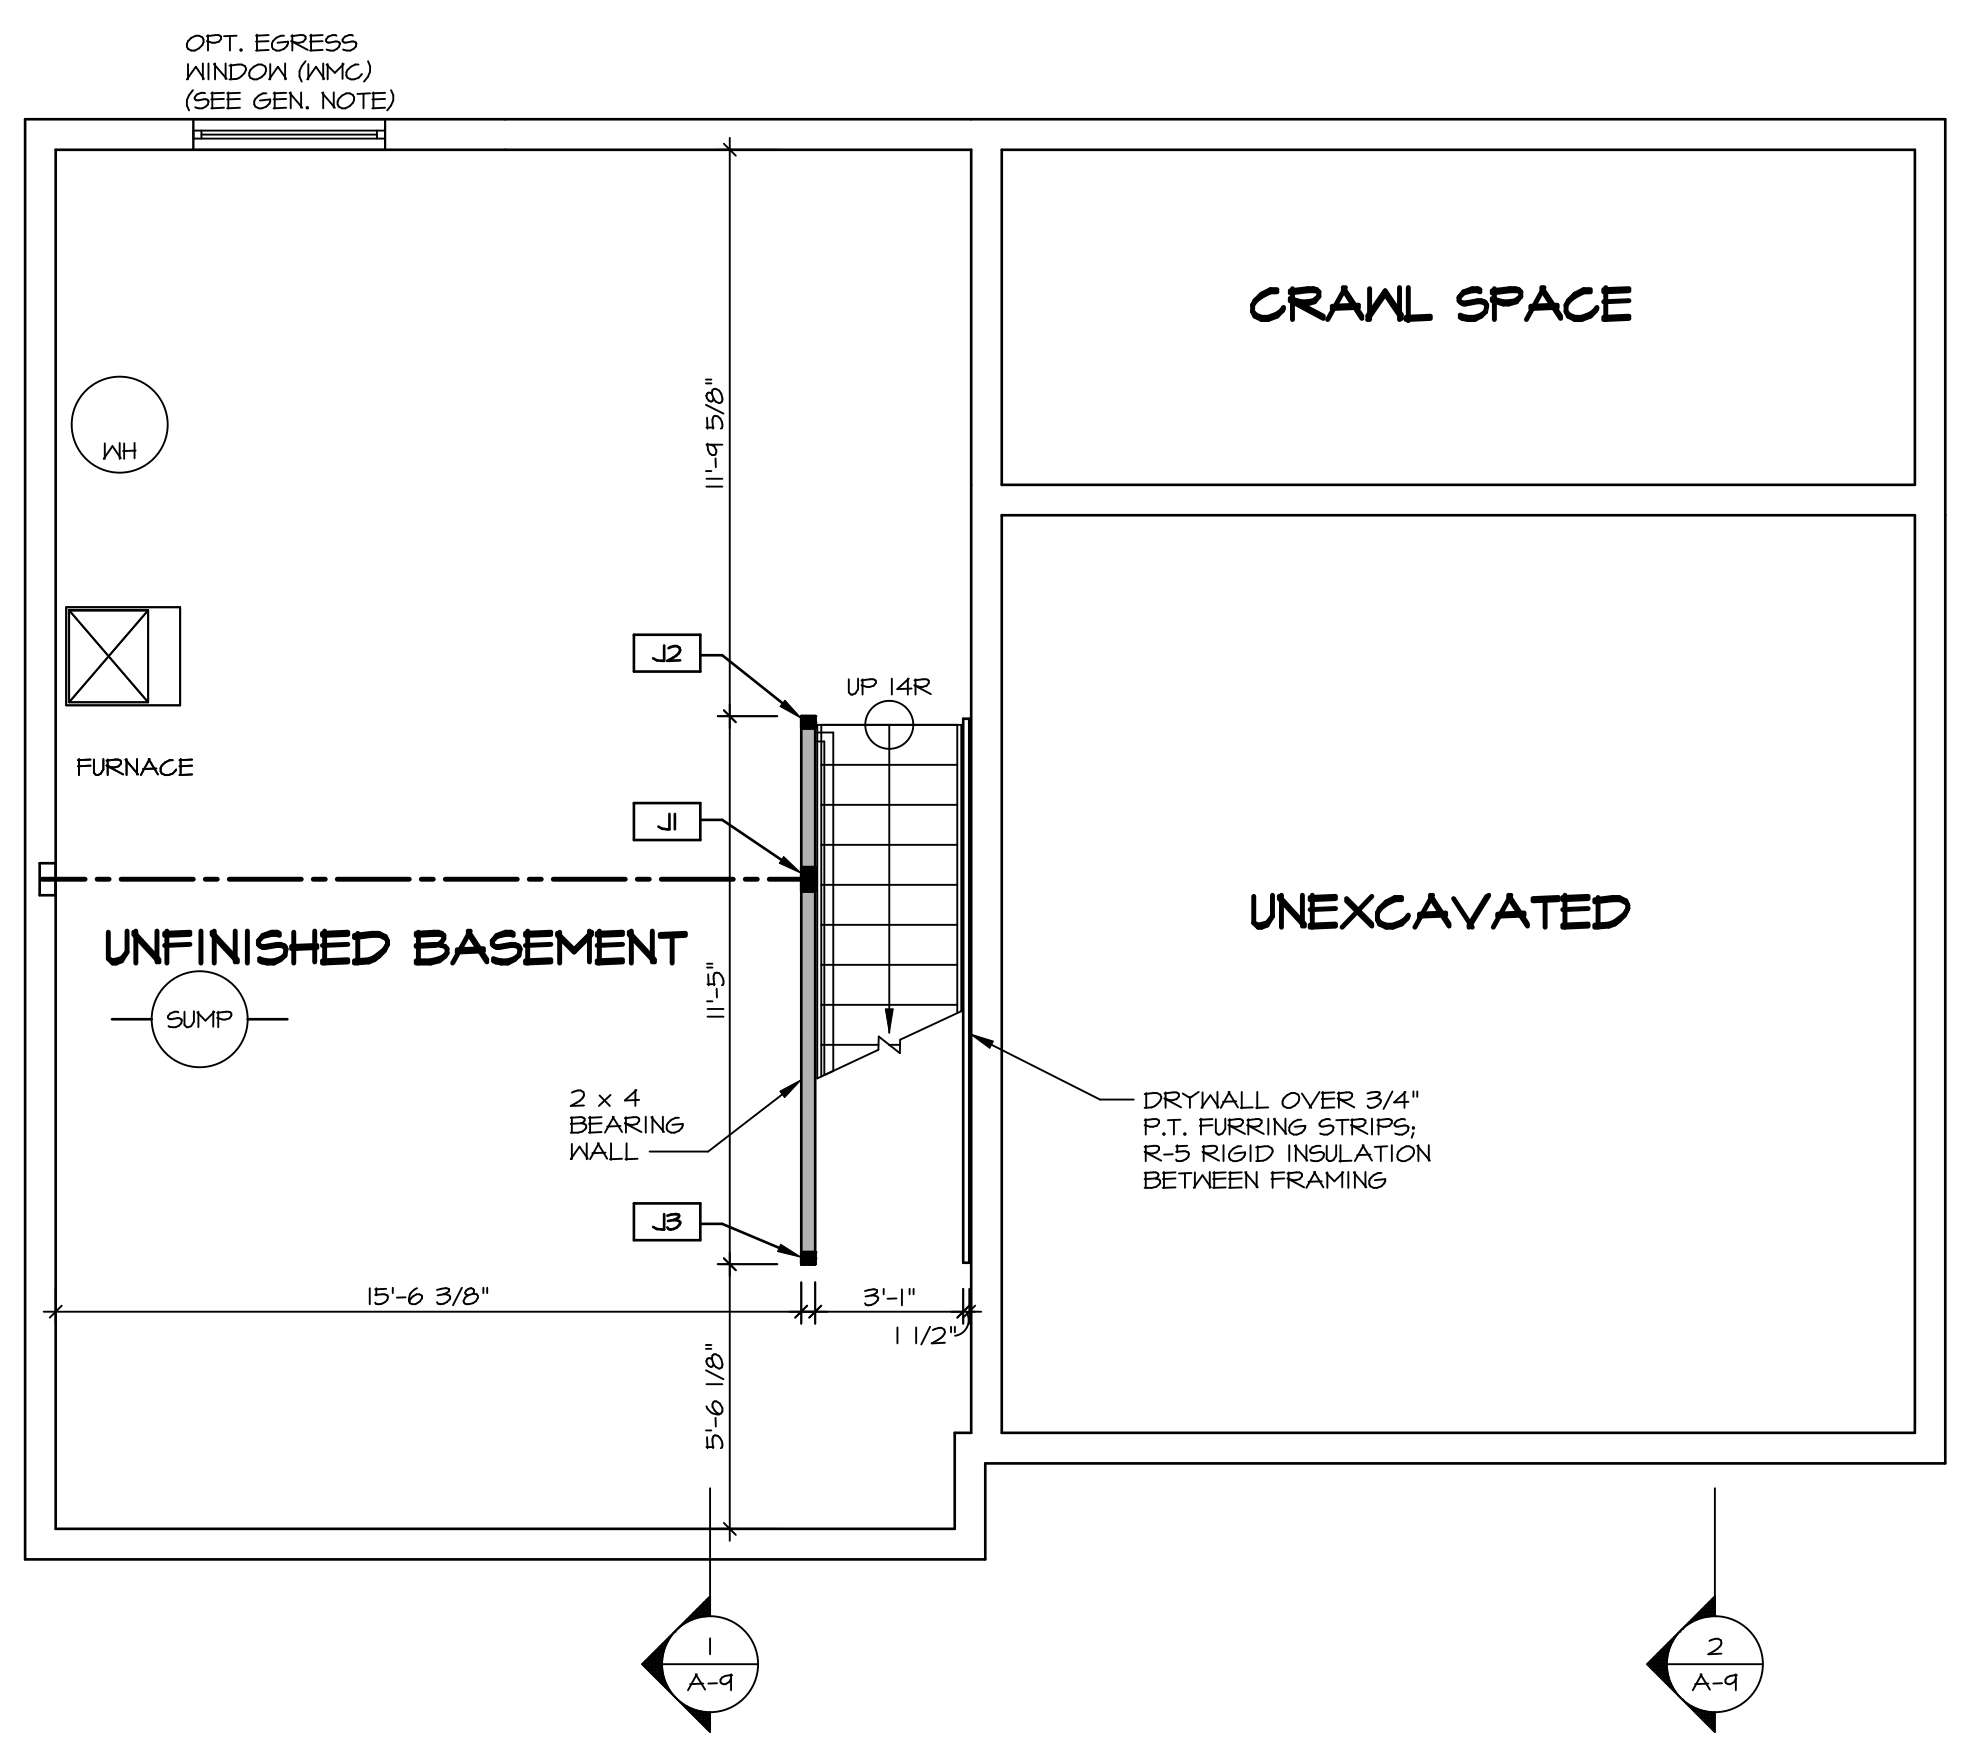 OPT. EGRESS
WINDOW (WMC)
(SEE GEN. NOTE)
CRAWL SPACE
11'-9 5/8"
WH
J2
UP 14R
FURNACE
J1
UNEXCAVATED
UNFINISHED BASEMENT
11'-5"
SUMP
2 x 4
BEARING
WALL
DRYWALL OVER 3/4"
P.T. FURRING STRIPS;
R-5 RIGID INSULATION
BETWEEN FRAMING
J3
15'-6 3/8"
3'-1"
1 1/2"
5'-6 1/8"
1
A-9
2
A-9